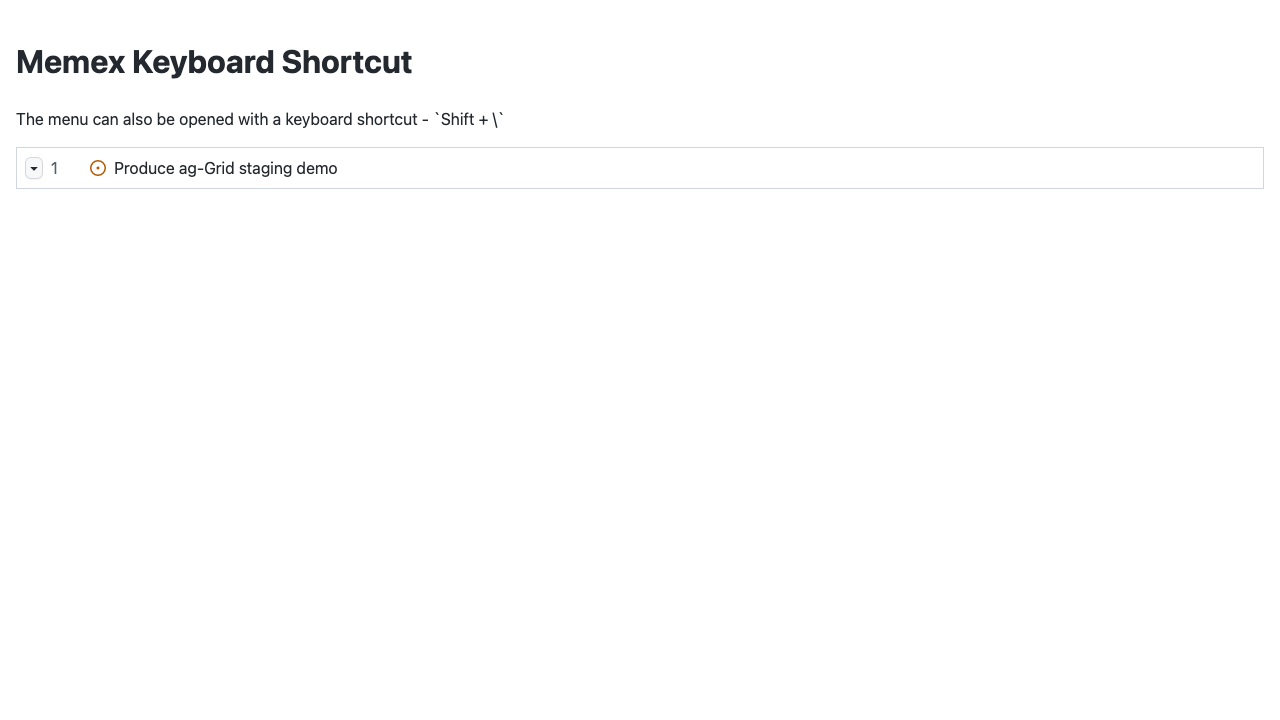 Memex Keyboard Shortcut
The menu can also be opened with a keyboard shortcut - `Shift + \`
1 Produce ag-Grid staging demo